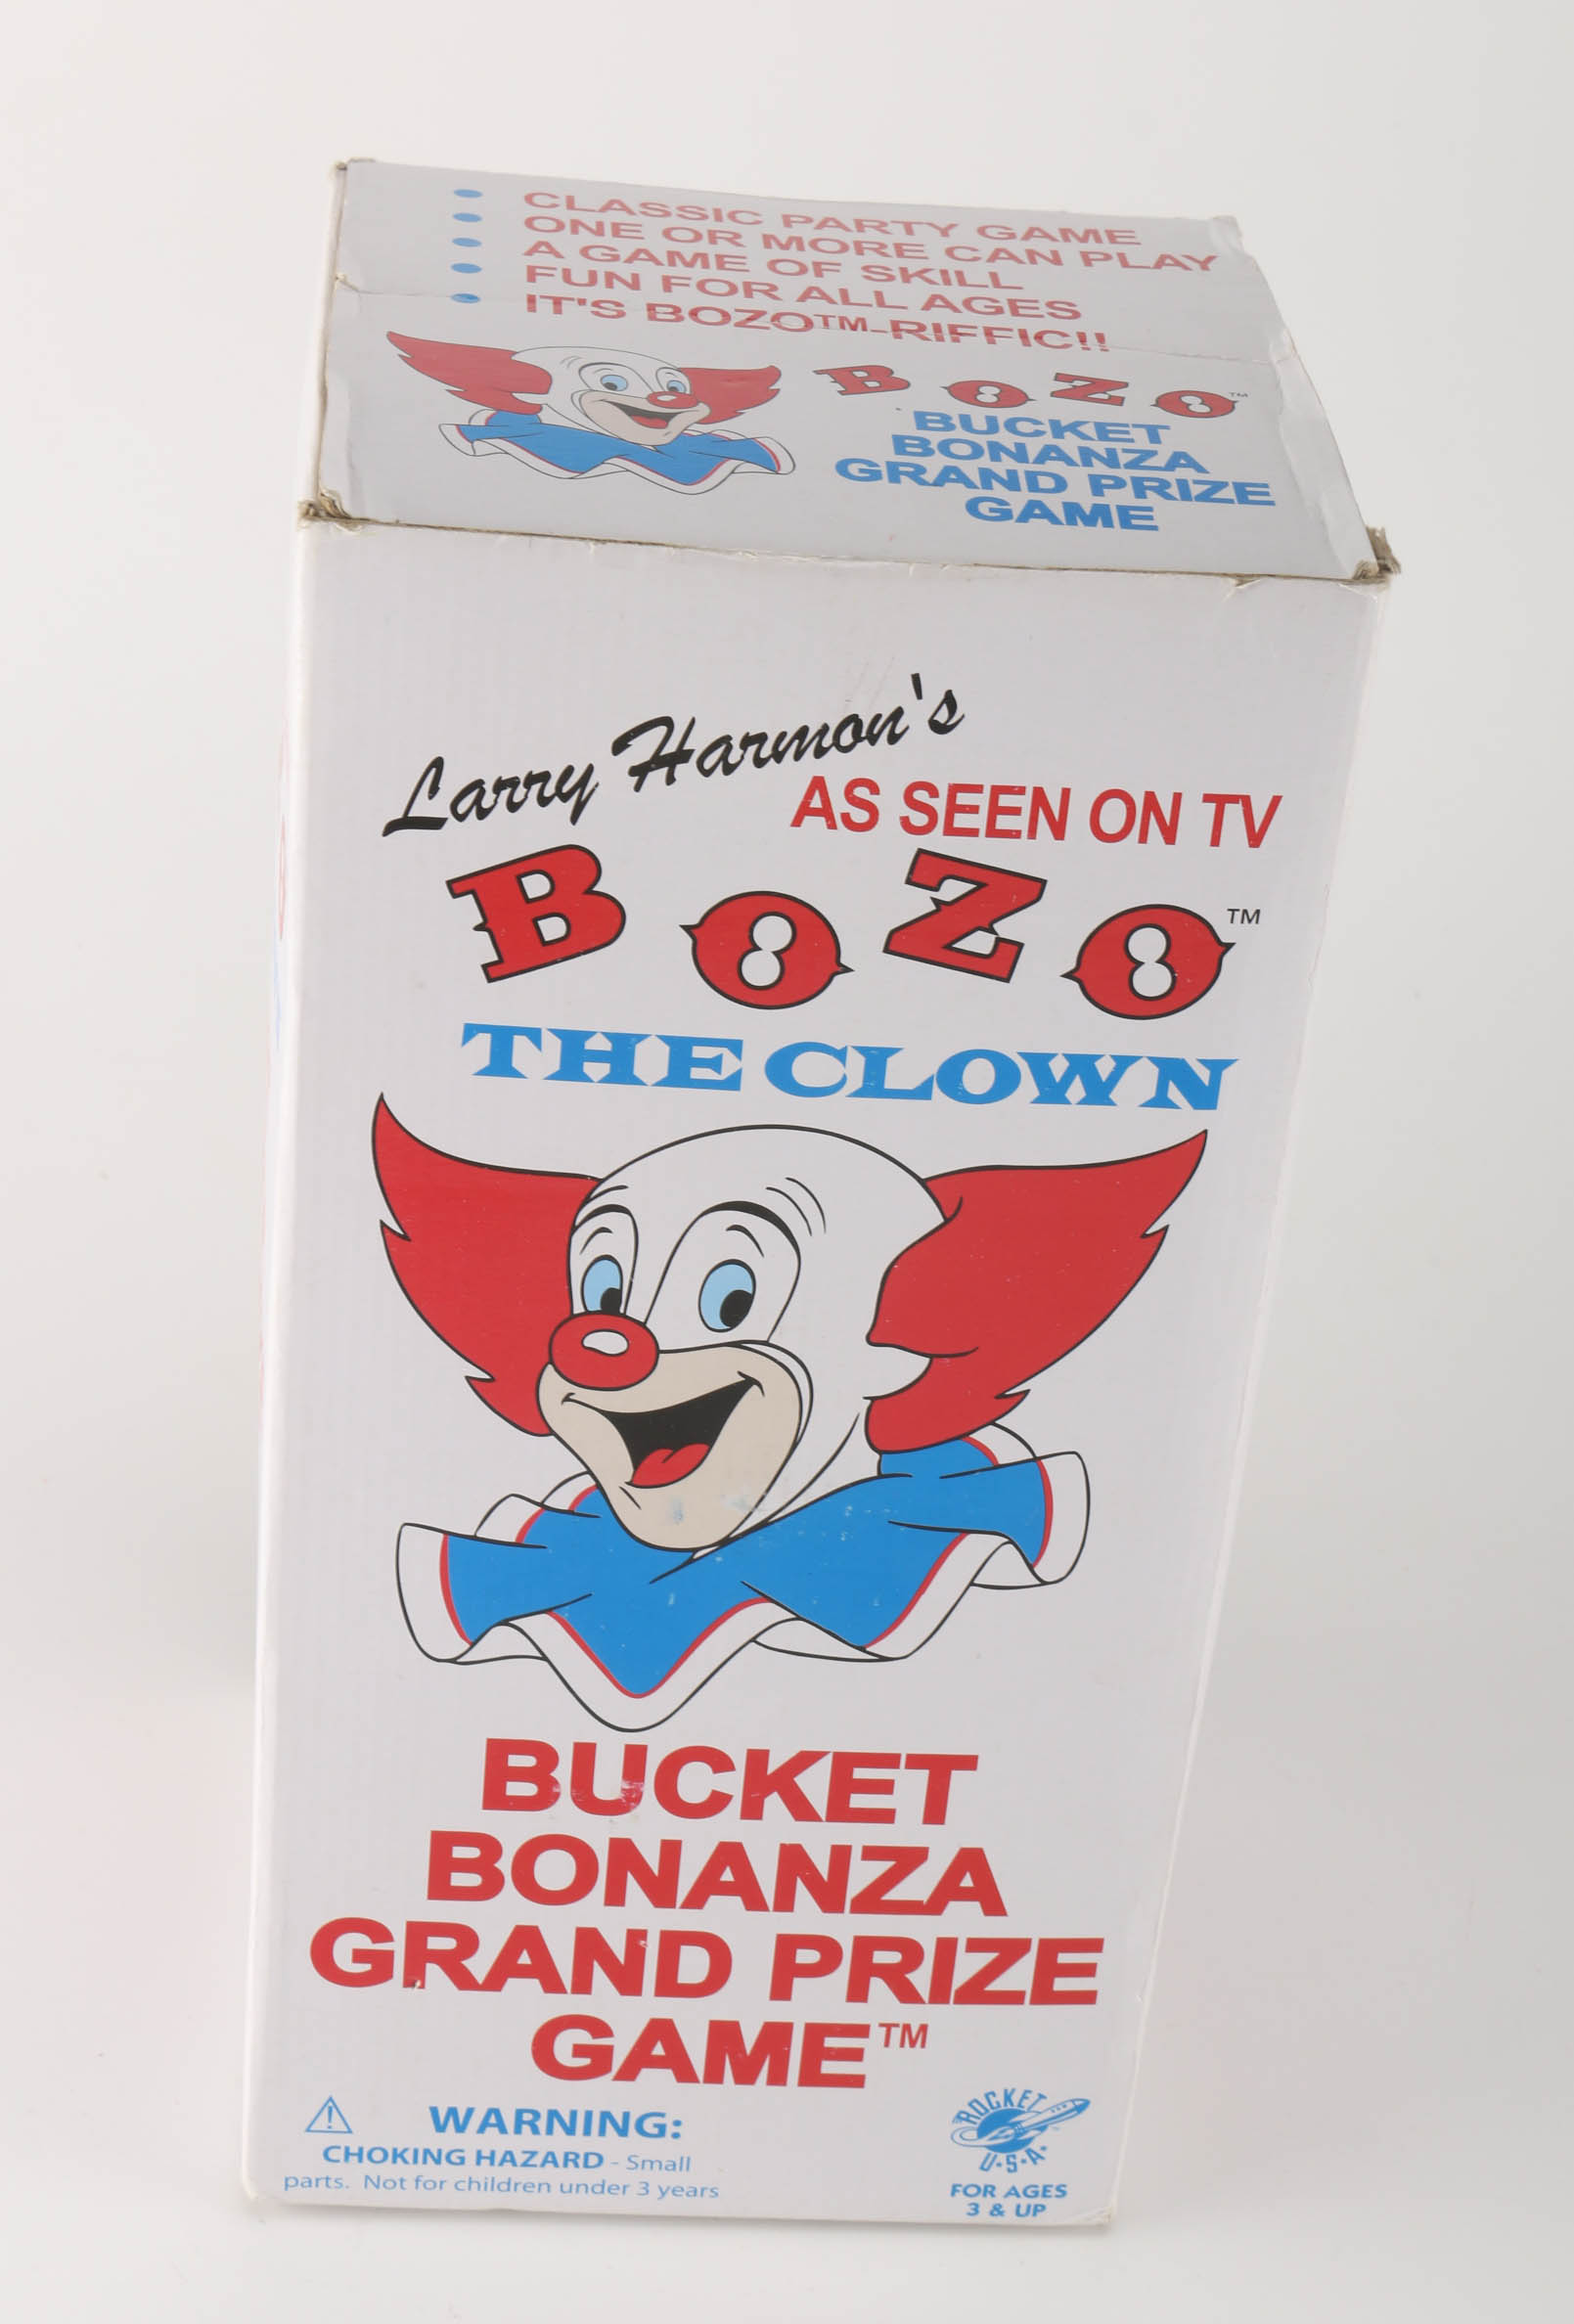 CLASSIC PARTY GAME
ONE OR MORE CAN PLAY
A GAME OF SKILL
FUN FOR ALL AGES
IT'S BOZO™-RIFFIC!!
BOZO™
BUCKET
BONANZA
GRAND PRIZE
GAME
Larry Harmon's
AS SEEN ON TV
BOZO™
THE CLOWN
BUCKET
BONANZA
GRAND PRIZE
GAME™
WARNING:
CHOKING HAZARD - Small
parts. Not for children under 3 years
ROCKET
U·S·A·
FOR AGES
3 & UP